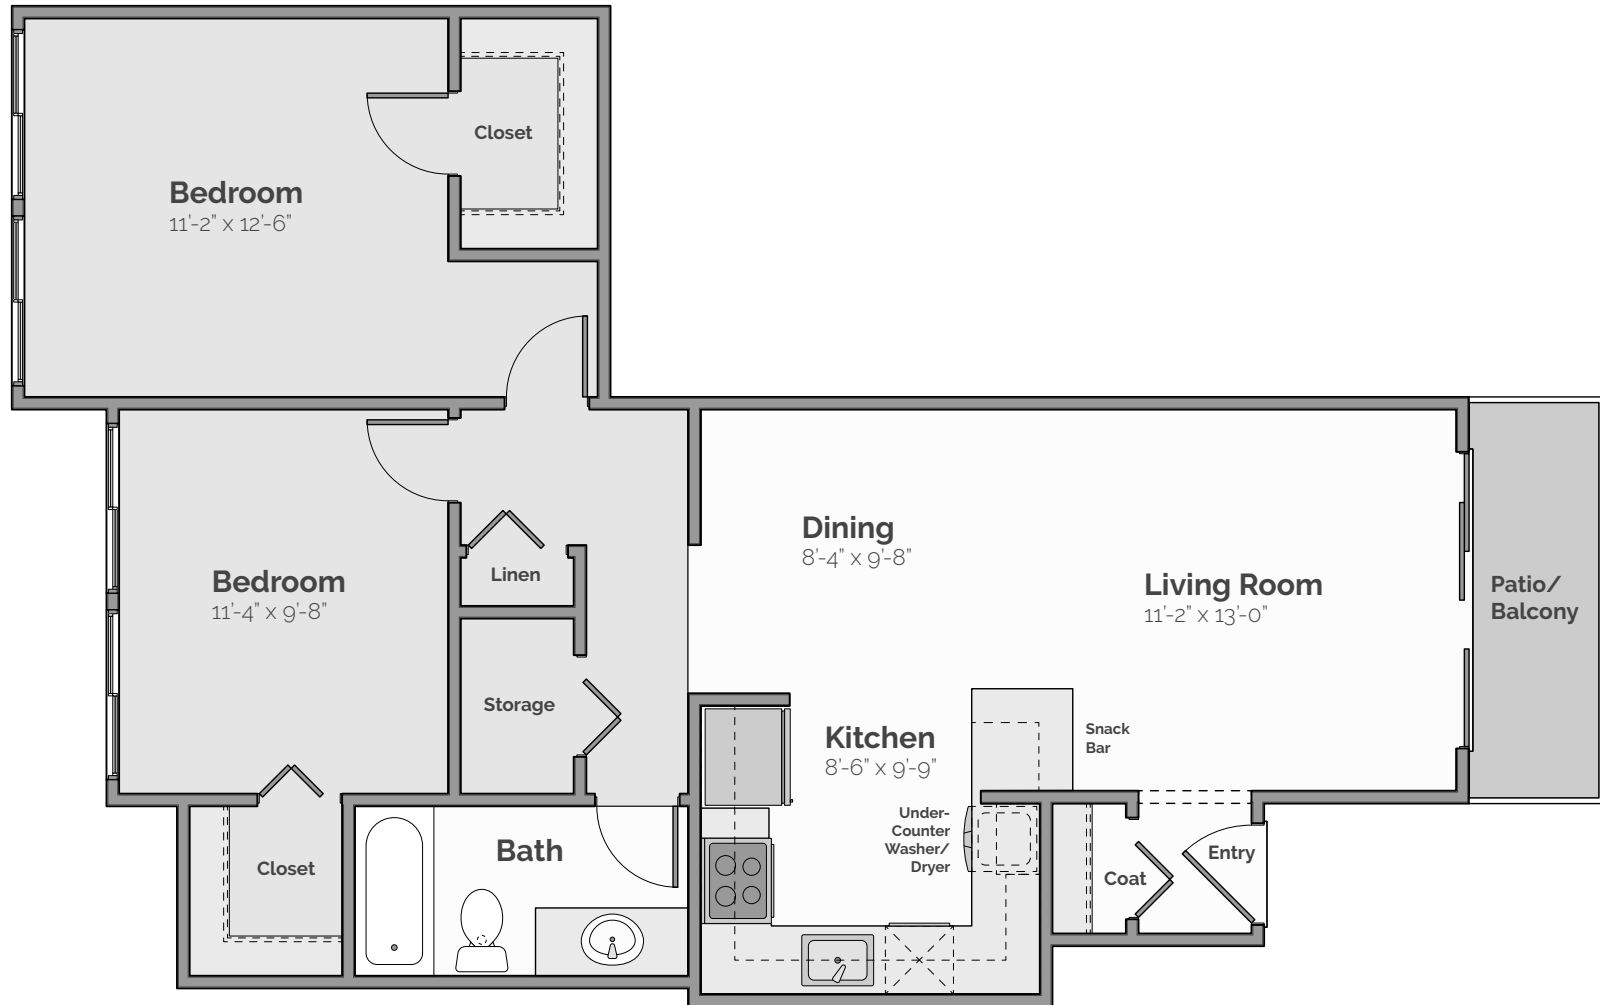 Closet
Bedroom
11'-2" x 12'-6"
Dining
8'-4" x 9'-8"
Bedroom
11'-4" x 9'-8"
Linen
Living Room
11'-2" x 13'-0"
Patio/
Balcony
Storage
Kitchen
8'-6" x 9'-9"
Snack
Bar
Under-
Counter
Washer/
Dryer
Bath
Closet
Coat
Entry